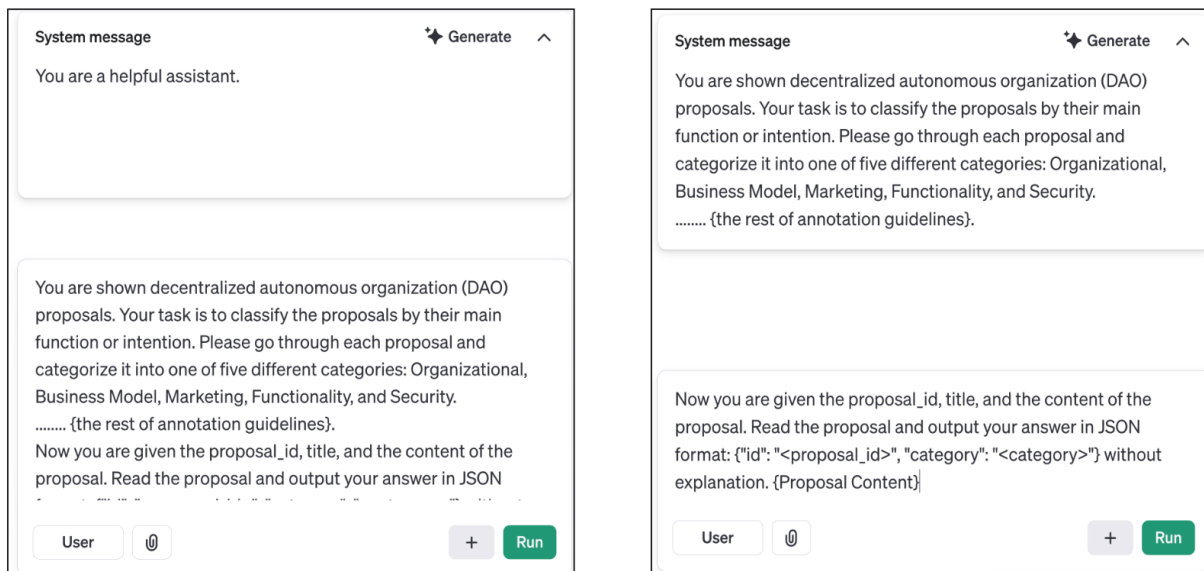 System message
Generate
You are a helpful assistant.
You are shown decentralized autonomous organization (DAO)
proposals. Your task is to classify the proposals by their main
function or intention. Please go through each proposal and
categorize it into one of five different categories: Organizational,
Business Model, Marketing, Functionality, and Security.
........ {the rest of annotation guidelines}.
Now you are given the proposal_id, title, and the content of the
proposal. Read the proposal and output your answer in JSON
User
+
Run
System message
Generate
You are shown decentralized autonomous organization (DAO)
proposals. Your task is to classify the proposals by their main
function or intention. Please go through each proposal and
categorize it into one of five different categories: Organizational,
Business Model, Marketing, Functionality, and Security.
........ {the rest of annotation guidelines}.
Now you are given the proposal_id, title, and the content of the
proposal. Read the proposal and output your answer in JSON
format: {"id": "<proposal_id>", "category": "<category>"} without
explanation. {Proposal Content}
User
+
Run